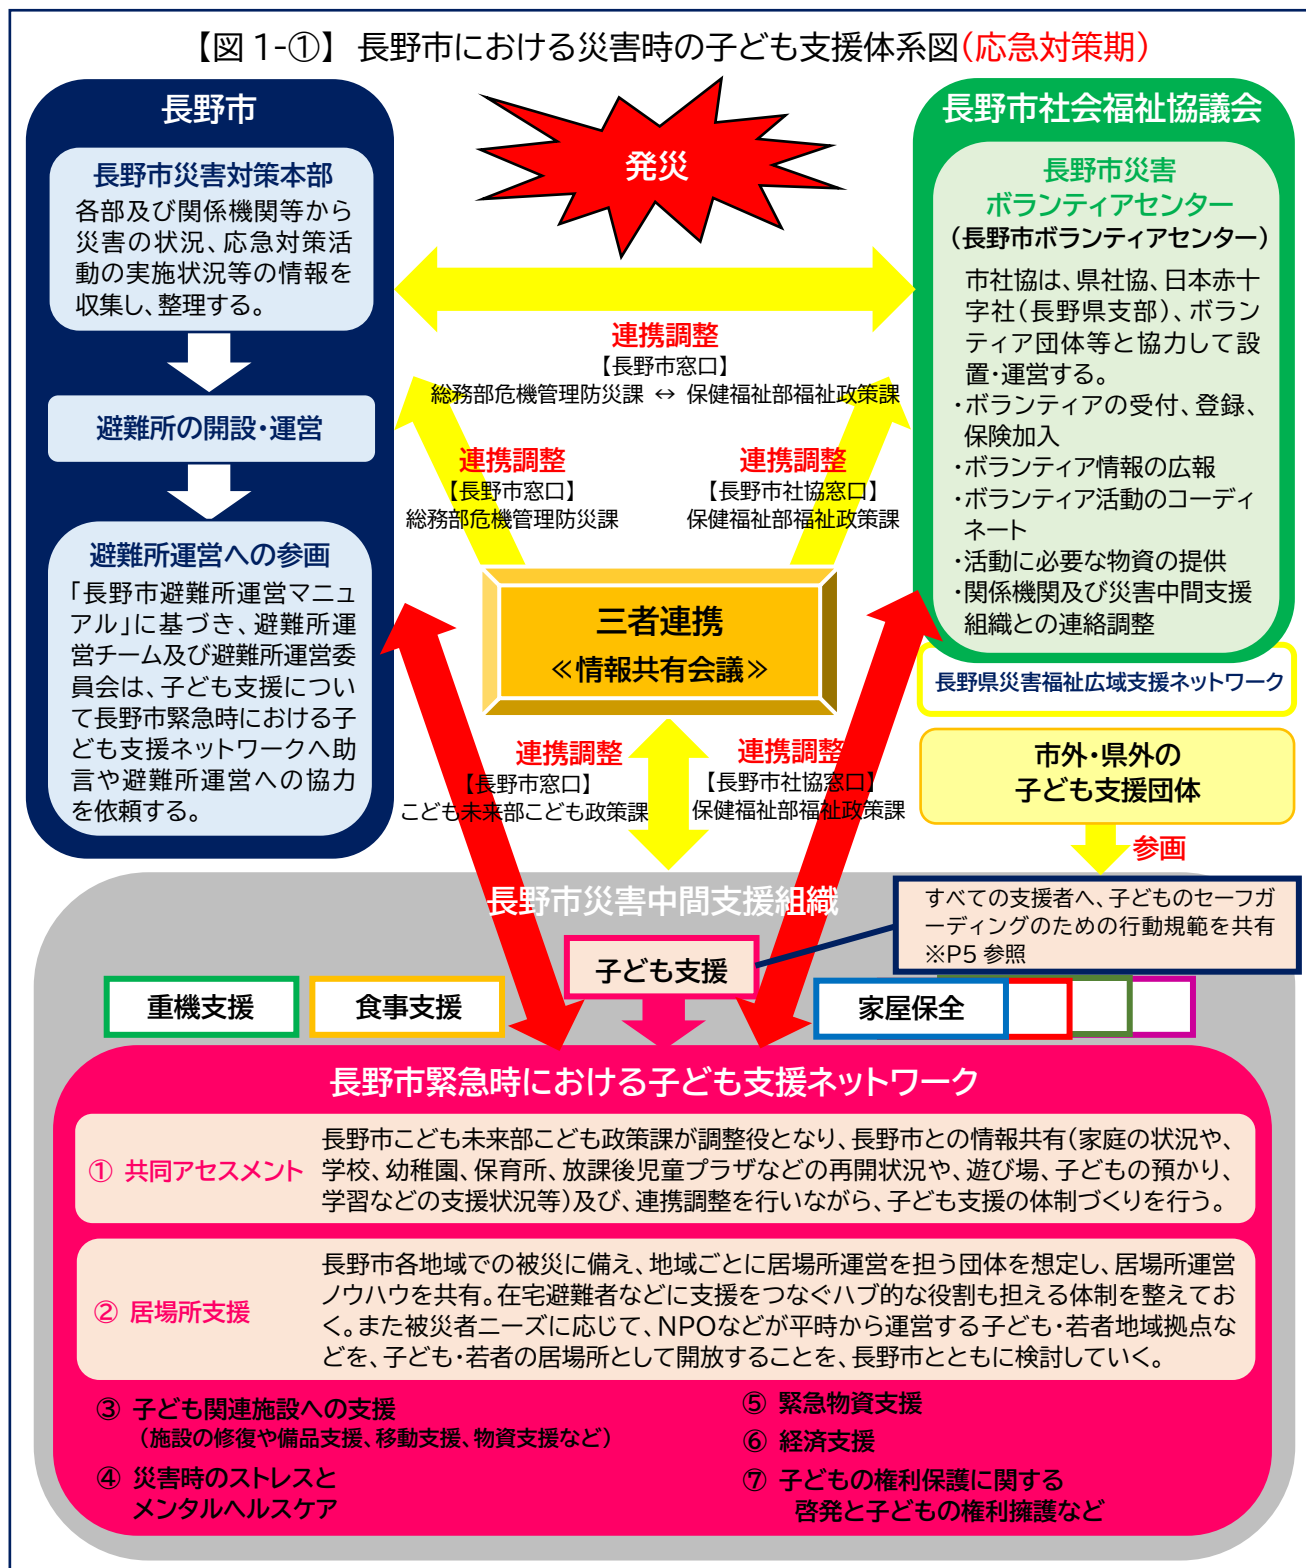 【図1-①】 長野市における災害時の子ども支援体系図(応急対策期)
長野市
長野市災害対策本部
各部及び関係機関等から
災害の状況、応急対策活
動の実施状況等の情報を
収集し、整理する。
避難所の開設・運営
避難所運営への参画
「長野市避難所運営マニュ
アル」に基づき、避難所運
営チーム及び避難所運営委
員会は、子ども支援につい
て長野市緊急時における子
ども支援ネットワークへ助
言や避難所運営への協力
を依頼する。
発災
連携調整
【長野市窓口】
総務部危機管理防災課 ↔ 保健福祉部福祉政策課
連携調整
【長野市窓口】
総務部危機管理防災課
連携調整
【長野市社協窓口】
保健福祉部福祉政策課
三者連携
≪情報共有会議≫
連携調整
【長野市窓口】
こども未来部こども政策課
連携調整
【長野市社協窓口】
保健福祉部福祉政策課
長野市社会福祉協議会
長野市災害
ボランティアセンター
(長野市ボランティアセンター)
市社協は、県社協、日本赤十
字社(長野県支部)、ボラン
ティア団体等と協力して設
置・運営する。
・ボランティアの受付、登録、
保険加入
・ボランティア情報の広報
・ボランティア活動のコーディ
ネート
・活動に必要な物資の提供
・関係機関及び災害中間支援
組織との連絡調整
長野県災害福祉広域支援ネットワーク
市外・県外の
子ども支援団体
参画
長野市災害中間支援組織
すべての支援者へ、子どものセーフガ
ーディングのための行動規範を共有
※P5 参照
子ども支援
重機支援
食事支援
家屋保全
長野市緊急時における子ども支援ネットワーク
① 共同アセスメント
長野市こども未来部こども政策課が調整役となり、長野市との情報共有(家庭の状況や、
学校、幼稚園、保育所、放課後児童プラザなどの再開状況や、遊び場、子どもの預かり、
学習などの支援状況等)及び、連携調整を行いながら、子ども支援の体制づくりを行う。
② 居場所支援
長野市各地域での被災に備え、地域ごとに居場所運営を担う団体を想定し、居場所運営
ノウハウを共有。在宅避難者などに支援をつなぐハブ的な役割も担える体制を整えてお
く。また被災者ニーズに応じて、NPOなどが平時から運営する子ども・若者地域拠点な
どを、子ども・若者の居場所として開放することを、長野市とともに検討していく。
③ 子ども関連施設への支援
(施設の修復や備品支援、移動支援、物資支援など)
④ 災害時のストレスと
メンタルヘルスケア
⑤ 緊急物資支援
⑥ 経済支援
⑦ 子どもの権利保護に関する
啓発と子どもの権利擁護など